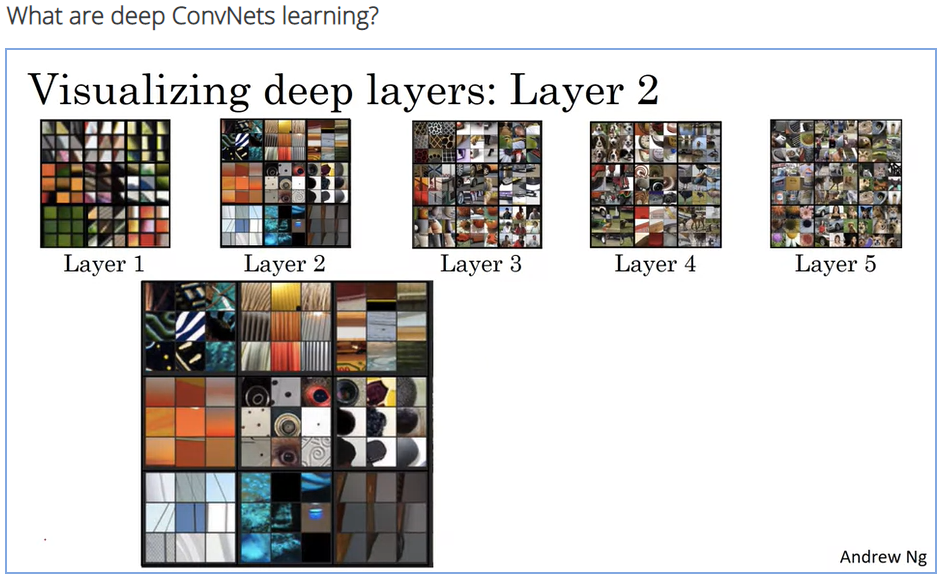 What are deep ConvNets learning?
Visualizing deep layers: Layer 2
Layer 1
Layer 2
Layer 3
Layer 4
Layer 5
Andrew Ng